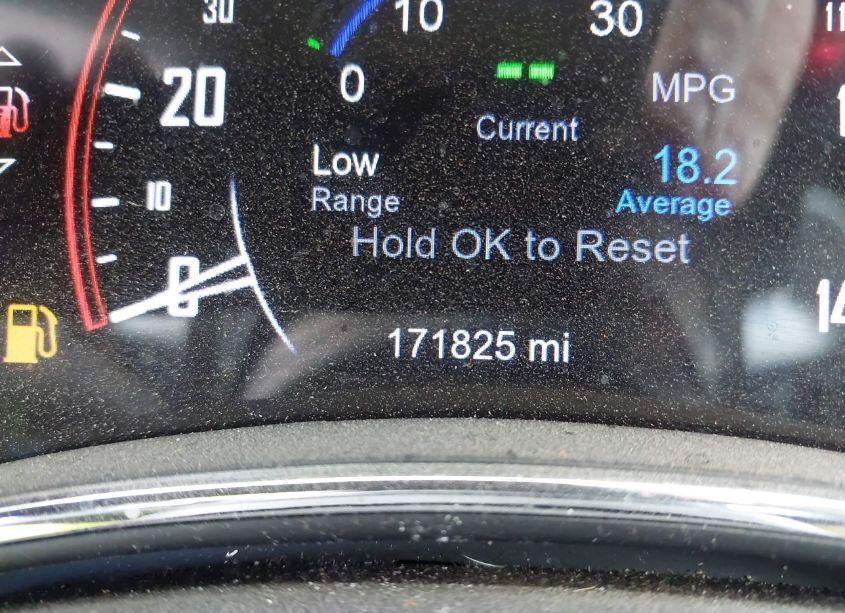 30
10
30
20
0
MPG
Current
Low
18.2
10
Range
Average
Hold OK to Reset
0
171825 mi